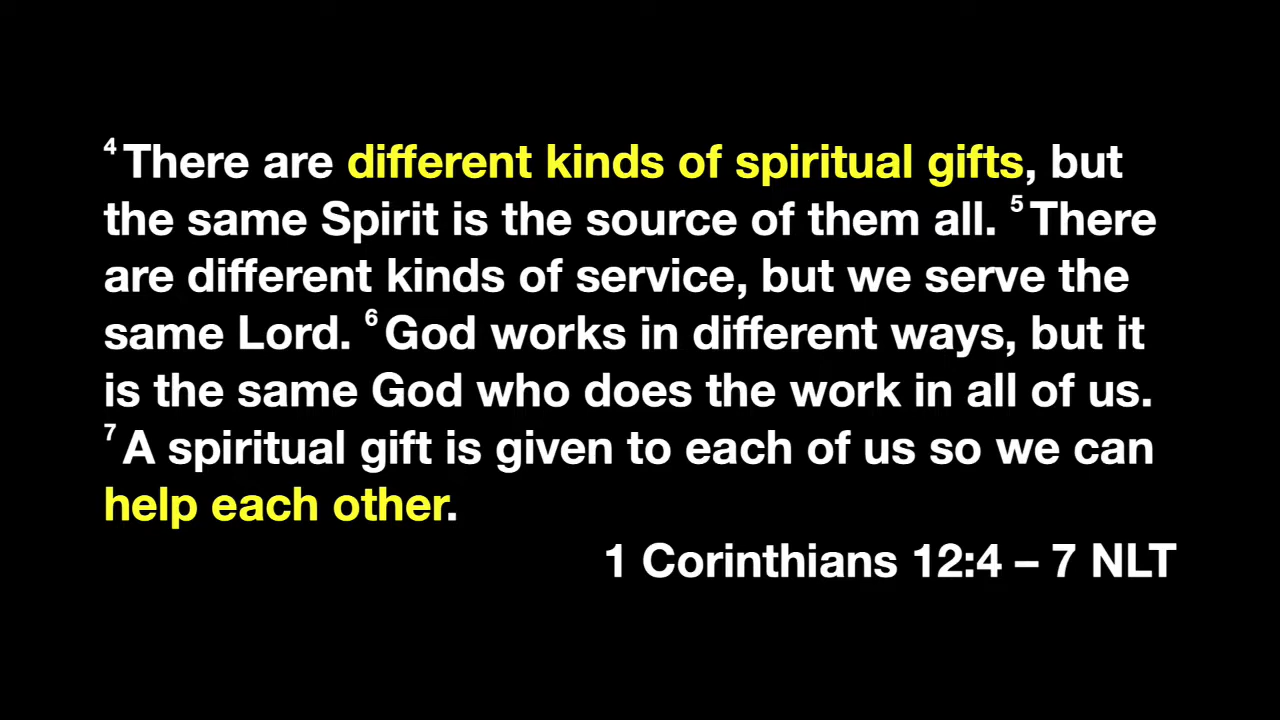 4 There are different kinds of spiritual gifts, but
the same Spirit is the source of them all. 5 There
are different kinds of service, but we serve the
same Lord. 6 God works in different ways, but it
is the same God who does the work in all of us.
7 A spiritual gift is given to each of us so we can
help each other.
1 Corinthians 12:4 – 7 NLT